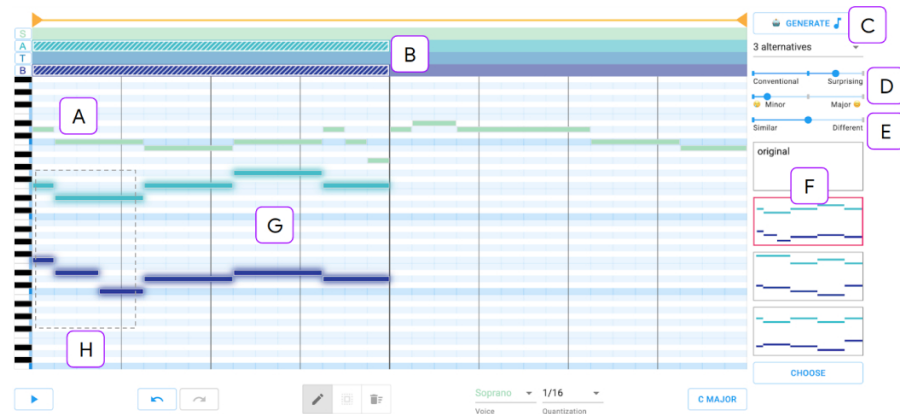 C
GENERATE
S
A
T
B
B
3 alternatives
Conventional Surprising
D
Minor Major
A
Similar Different
E
original
F
G
H
CHOOSE
Soprano 1/16
C MAJOR
Voice Quantization